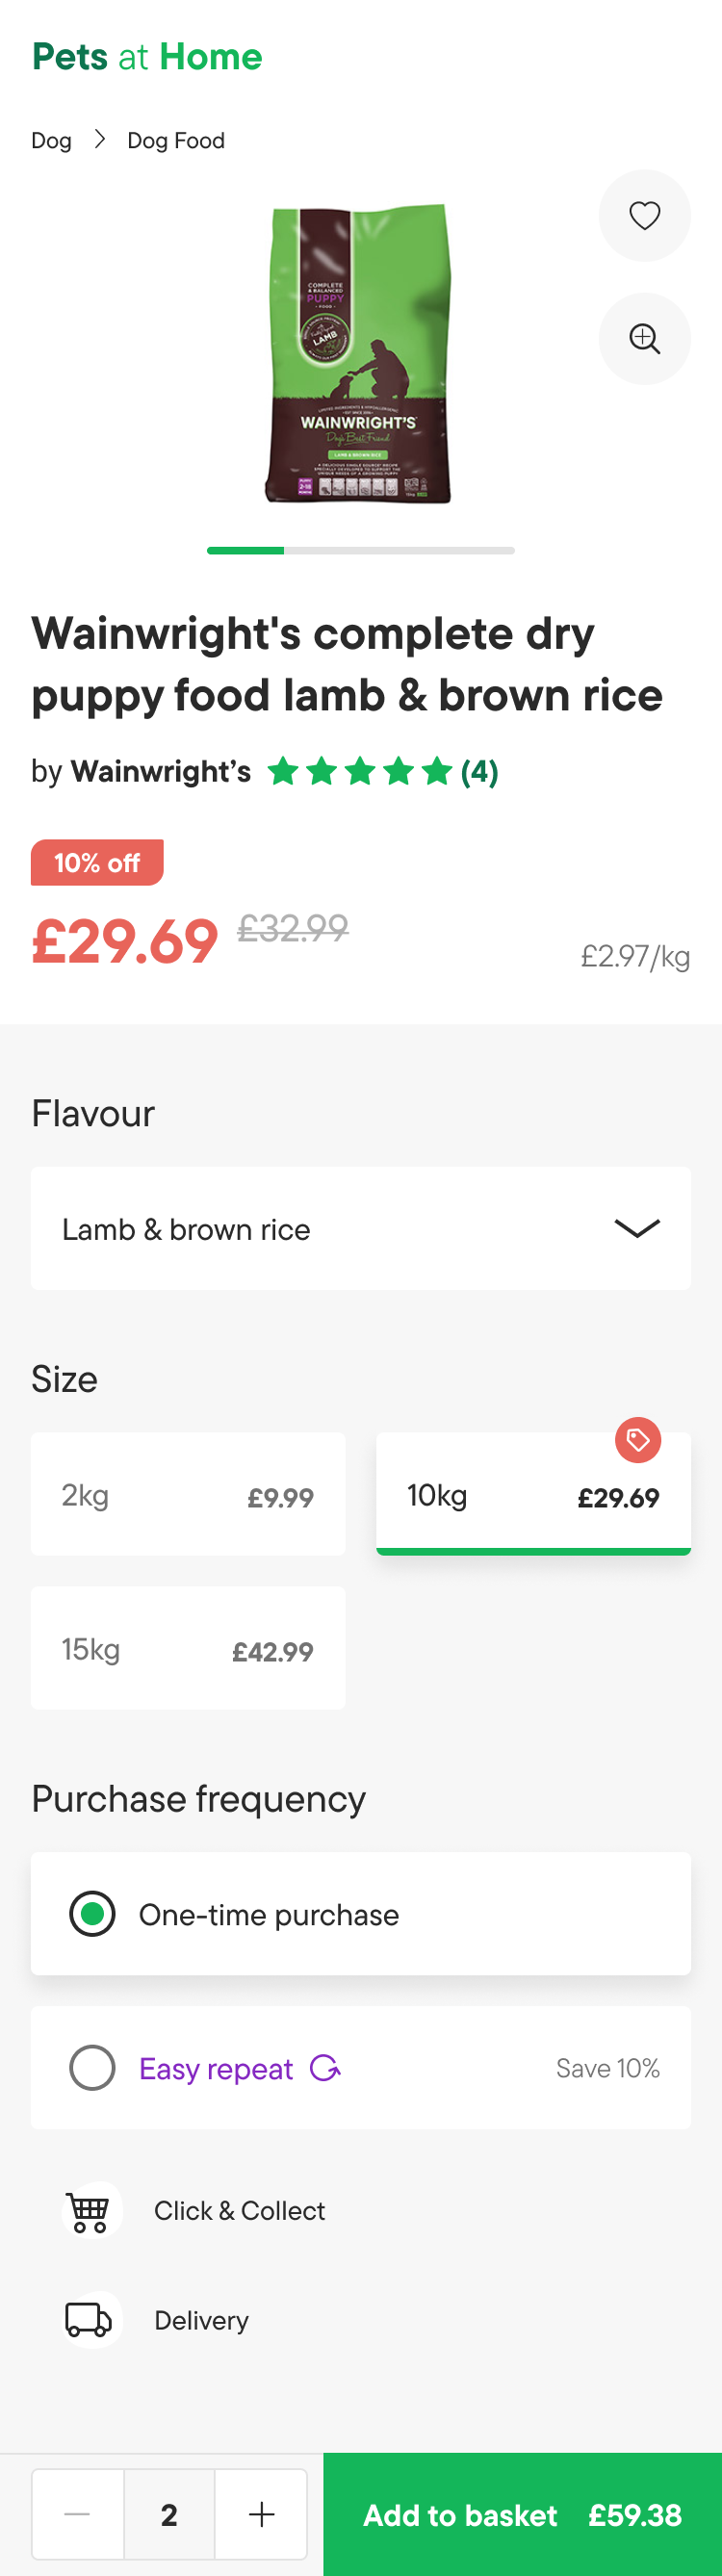 Pets at Home
Dog > Dog Food
COMPLETE
& BALANCED
PUPPY
FOOD
LAMB
WAINWRIGHT'S
Dog's Best Friend
LAMB & BROWN RICE
Wainwright's complete dry
puppy food lamb & brown rice
by Wainwright's (4)
10% off
£29.69 £32.99
£2.97/kg
Flavour
Lamb & brown rice
Size
2kg £9.99
10kg £29.69
15kg £42.99
Purchase frequency
One-time purchase
Easy repeat Save 10%
Click & Collect
Delivery
2
Add to basket £59.38